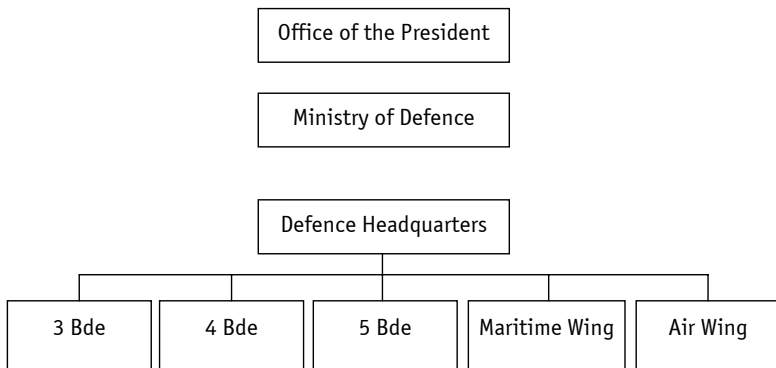 Office of the President
Ministry of Defence
Defence Headquarters
3 Bde
4 Bde
5 Bde
Maritime Wing
Air Wing